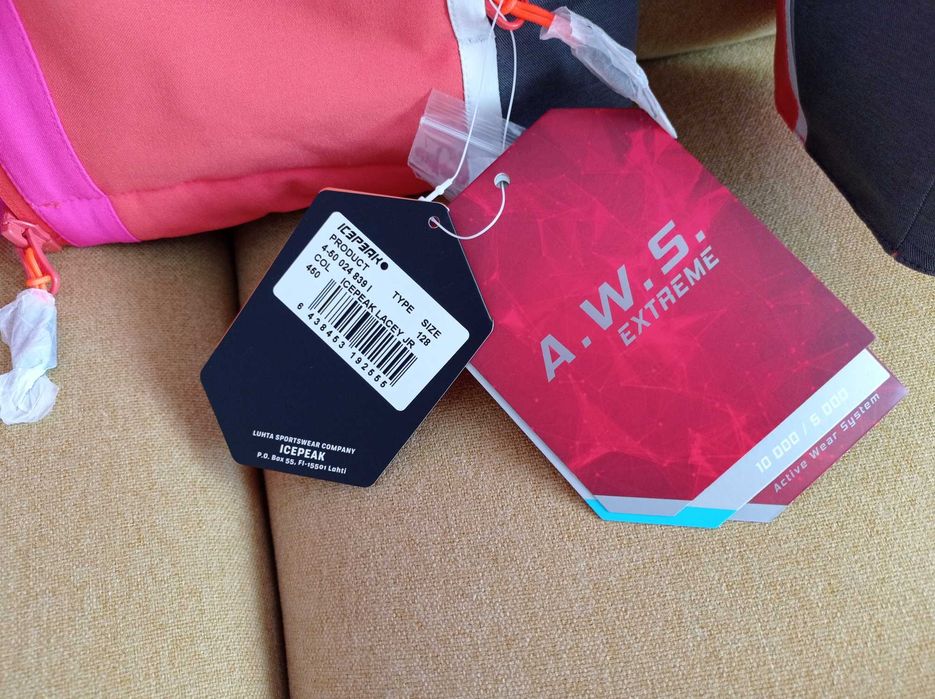 ICEPEAK
PRODUCT
4-50 024 839 I
TYPE
SIZE
COL
ICEPEAK LACEY JR
128
450
6 438453 192555
LUHTA SPORTSWEAR COMPANY
ICEPEAK
P.O. Box 55, FI-15501 Lahti
A.W.S.
EXTREME
10 000 / 5 000
Active Wear System